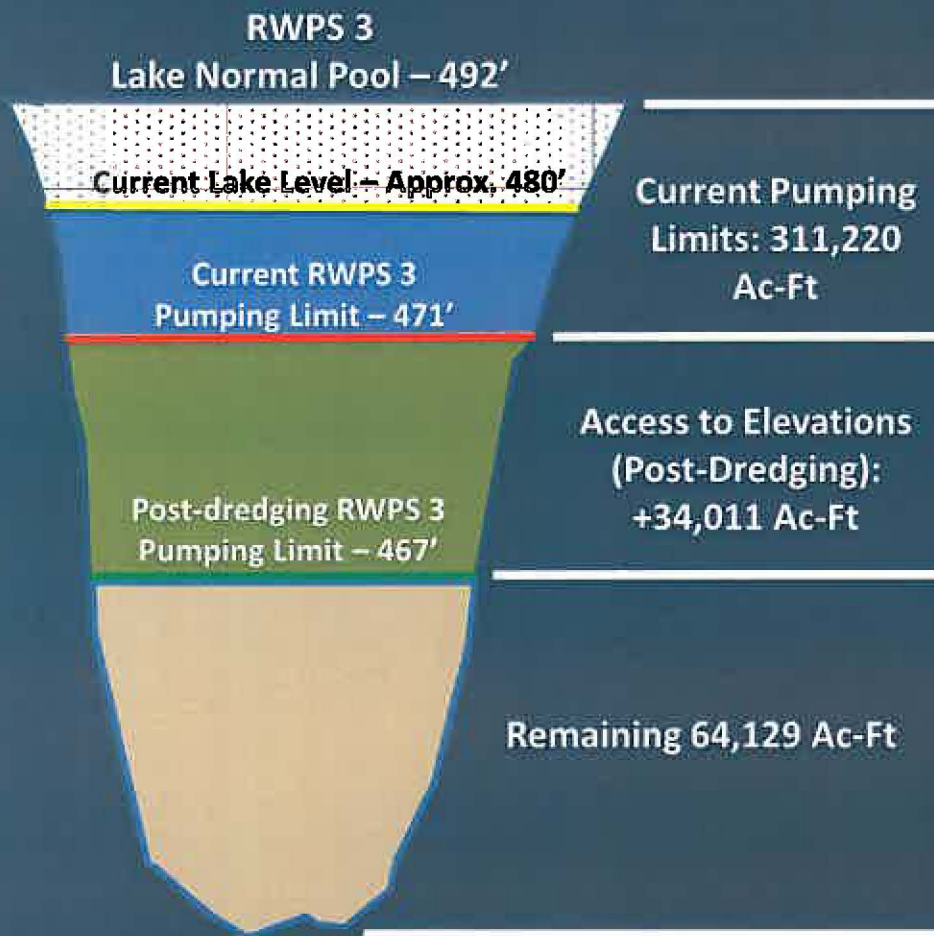 RWPS 3
Lake Normal Pool – 492’
Current Lake Level – Approx. 480’
Current Pumping
Limits: 311,220
Ac-Ft
Current RWPS 3
Pumping Limit – 471’
Access to Elevations
(Post-Dredging):
+34,011 Ac-Ft
Post-dredging RWPS 3
Pumping Limit – 467’
Remaining 64,129 Ac-Ft